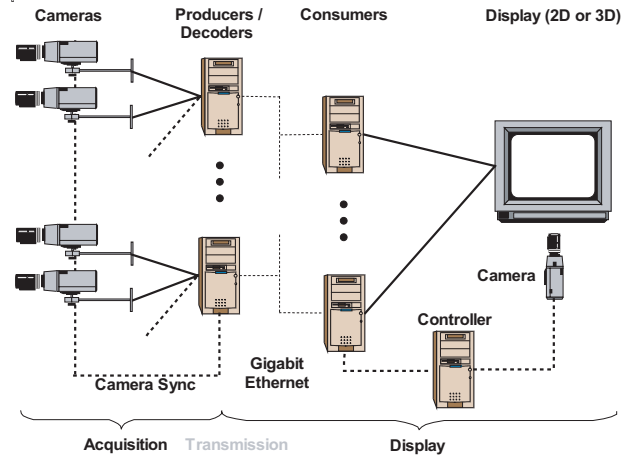 Cameras
Producers /
Decoders
Consumers
Display (2D or 3D)
Camera
Controller
Gigabit
Ethernet
Camera Sync
Acquisition
Transmission
Display